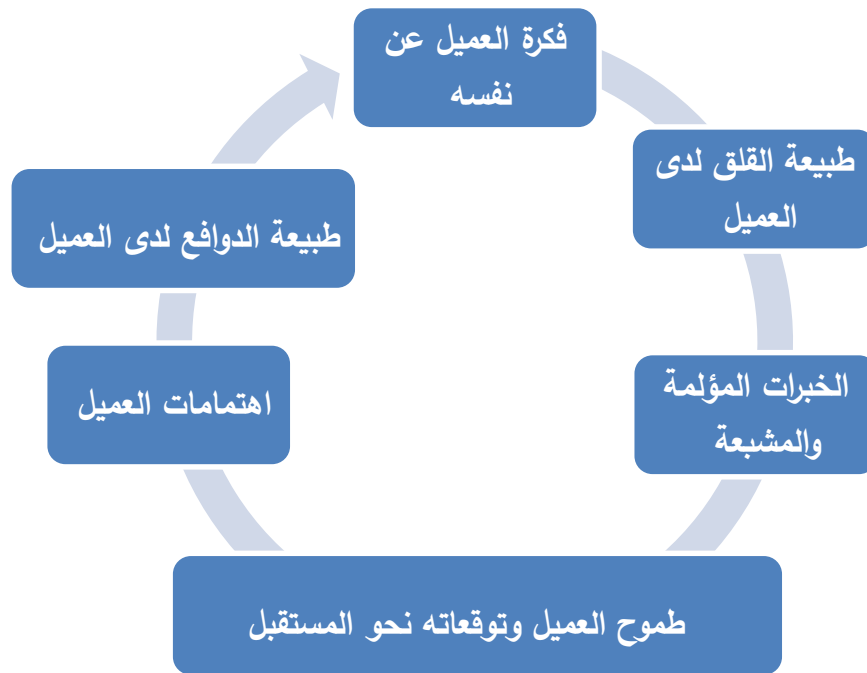 فكرة العميل عن
نفسه
طبيعة القلق لدى
العميل
الخبرات المؤلمة
والمشبعة
طموح العميل وتوقعاته نحو المستقبل
اهتمامات العميل
طبيعة الدوافع لدى العميل